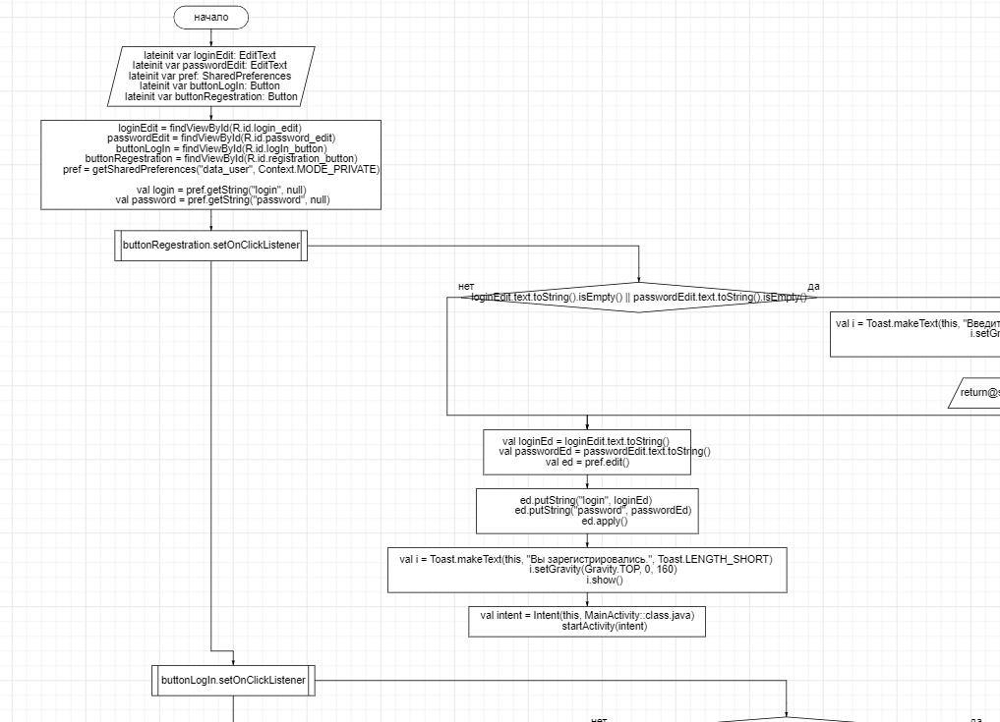 начало
lateinit var loginEdit: EditText
lateinit var passwordEdit: EditText
lateinit var pref: SharedPreferences
lateinit var buttonLogIn: Button
lateinit var buttonRegestration: Button
loginEdit = findViewById(R.id.login_edit)
passwordEdit = findViewById(R.id.password_edit)
buttonLogIn = findViewById(R.id.logIn_button)
buttonRegestration = findViewById(R.id.registration_button)
pref = getSharedPreferences("data_user", Context.MODE_PRIVATE)
val login = pref.getString("login", null)
val password = pref.getString("password", null)
buttonRegestration.setOnClickListener
нет
да
loginEdit.text.toString().isEmpty() || passwordEdit.text.toString().isEmpty()
val i = Toast.makeText(this, "Введит
i.setGr
return@s
val loginEd = loginEdit.text.toString()
val passwordEd = passwordEdit.text.toString()
val ed = pref.edit()
ed.putString("login", loginEd)
ed.putString("password", passwordEd)
ed.apply()
val i = Toast.makeText(this, "Вы зарегистрировались.", Toast.LENGTH_SHORT)
i.setGravity(Gravity.TOP, 0, 160)
i.show()
val intent = Intent(this, MainActivity::class.java)
startActivity(intent)
buttonLogIn.setOnClickListener
нет
да